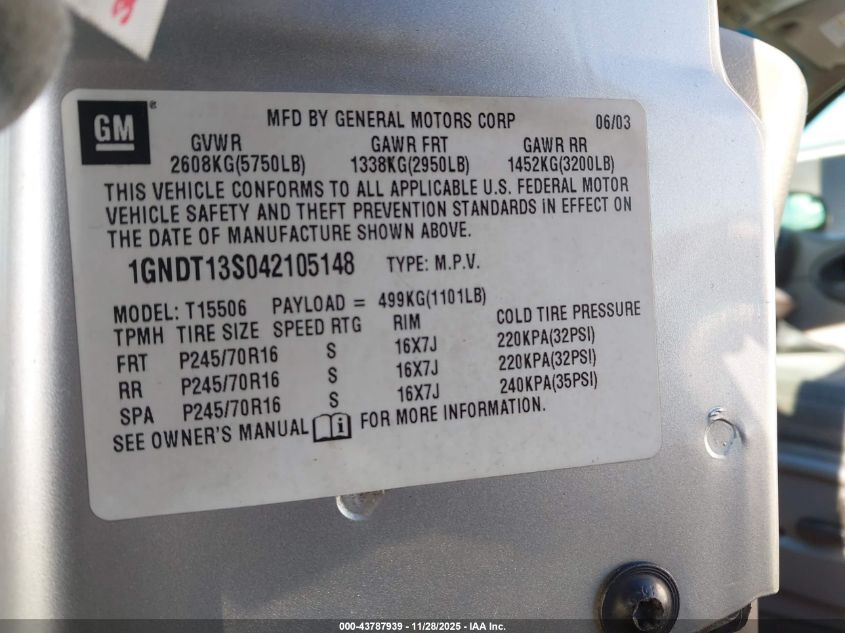 GM®
MFD BY GENERAL MOTORS CORP 06/03
GVWR GAWR FRT GAWR RR
2608KG(5750LB) 1338KG(2950LB) 1452KG(3200LB)
THIS VEHICLE CONFORMS TO ALL APPLICABLE U.S. FEDERAL MOTOR
VEHICLE SAFETY AND THEFT PREVENTION STANDARDS IN EFFECT ON
THE DATE OF MANUFACTURE SHOWN ABOVE.
1GNDT13S042105148 TYPE: M.P.V.
MODEL: T15506 PAYLOAD = 499KG(1101LB)
TPMH TIRE SIZE SPEED RTG RIM COLD TIRE PRESSURE
FRT P245/70R16 S 16X7J 220KPA(32PSI)
RR P245/70R16 S 16X7J 220KPA(32PSI)
SPA P245/70R16 S 16X7J 240KPA(35PSI)
SEE OWNER'S MANUAL i FOR MORE INFORMATION.
000-43787939 - 11/28/2025 - IAA Inc.